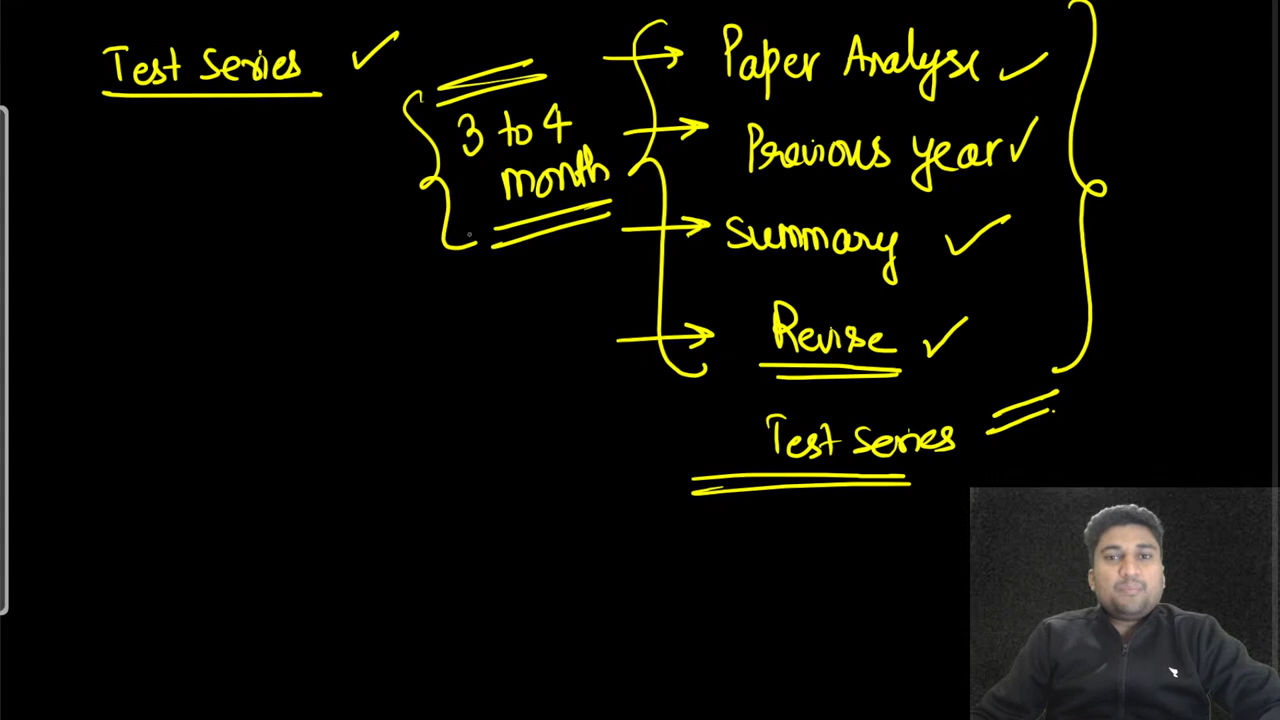 Test Series
3 to 4
month
Paper Analyse
Previous year
Summary
Revise
Test Series